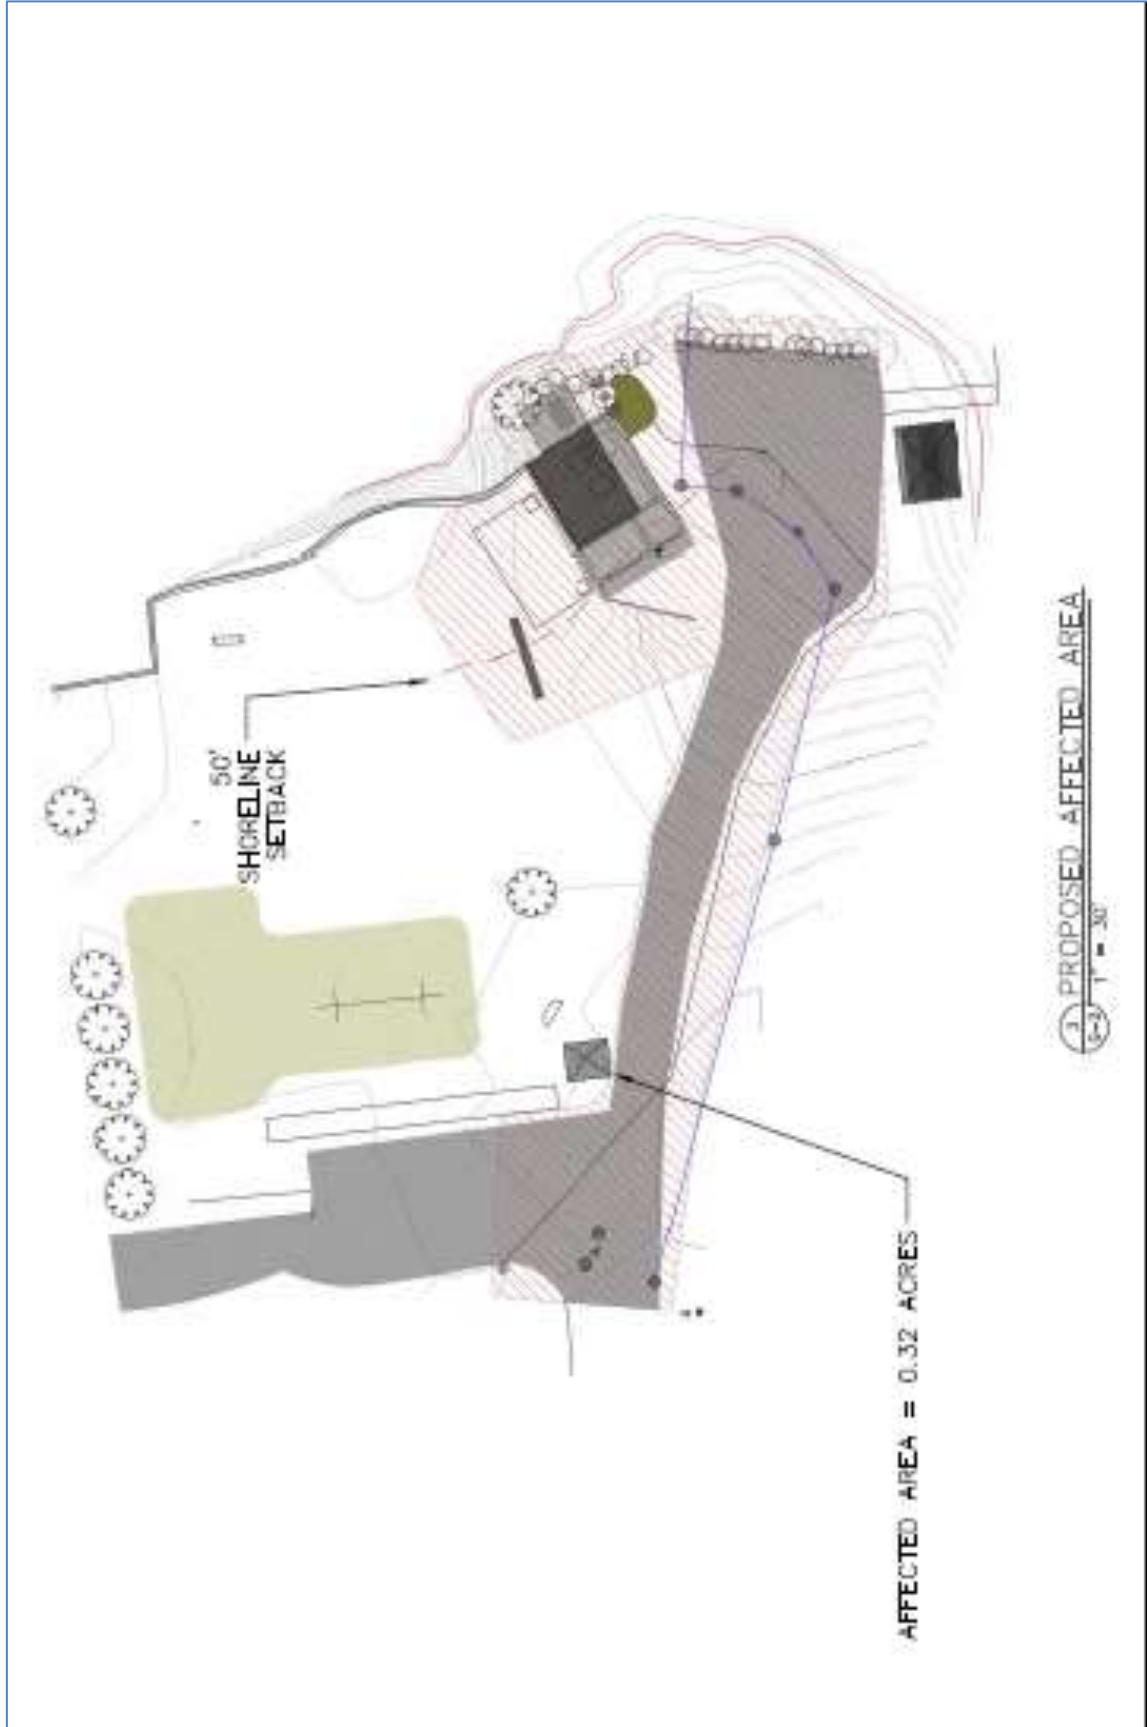 50'
SHORELINE
SETBACK
AFFECTED AREA = 0.32 ACRES
PROPOSED AFFECTED AREA
1" = 30'